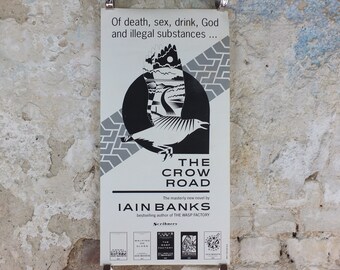 Of death, sex, drink, God
and illegal substances ...
THE
CROW
ROAD
The masterly new novel by
IAIN BANKS
bestselling author of THE WASP FACTORY
Scribners